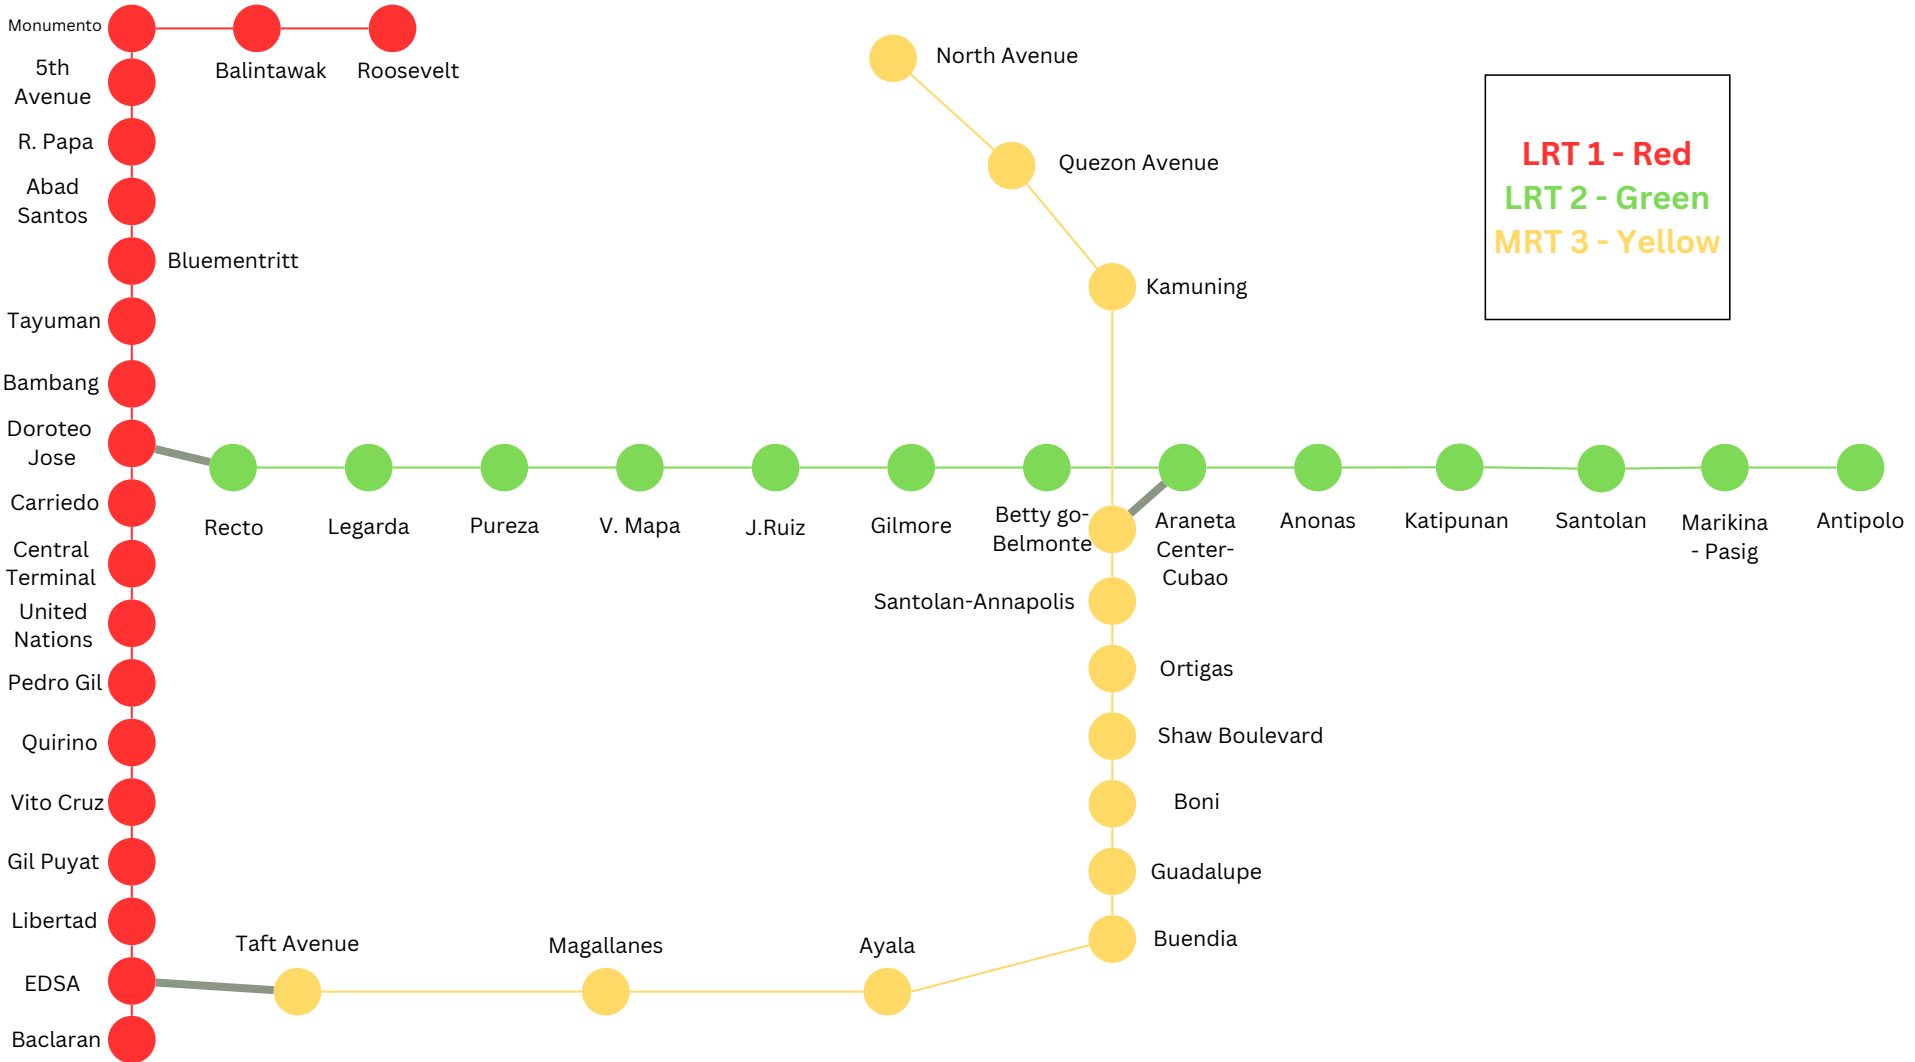 Monumento
Balintawak
Roosevelt
5th
Avenue
R. Papa
Abad
Santos
Bluementritt
Tayuman
Bambang
Doroteo
Jose
Carriedo
Central
Terminal
United
Nations
Pedro Gil
Quirino
Vito Cruz
Gil Puyat
Libertad
EDSA
Baclaran
Recto
Legarda
Pureza
V. Mapa
J.Ruiz
Gilmore
Betty go-
Belmonte
Araneta
Center-
Cubao
Anonas
Katipunan
Santolan
Marikina
- Pasig
Antipolo
North Avenue
Quezon Avenue
Kamuning
Santolan-Annapolis
Ortigas
Shaw Boulevard
Boni
Guadalupe
Buendia
Ayala
Magallanes
Taft Avenue
LRT 1 - Red
LRT 2 - Green
MRT 3 - Yellow